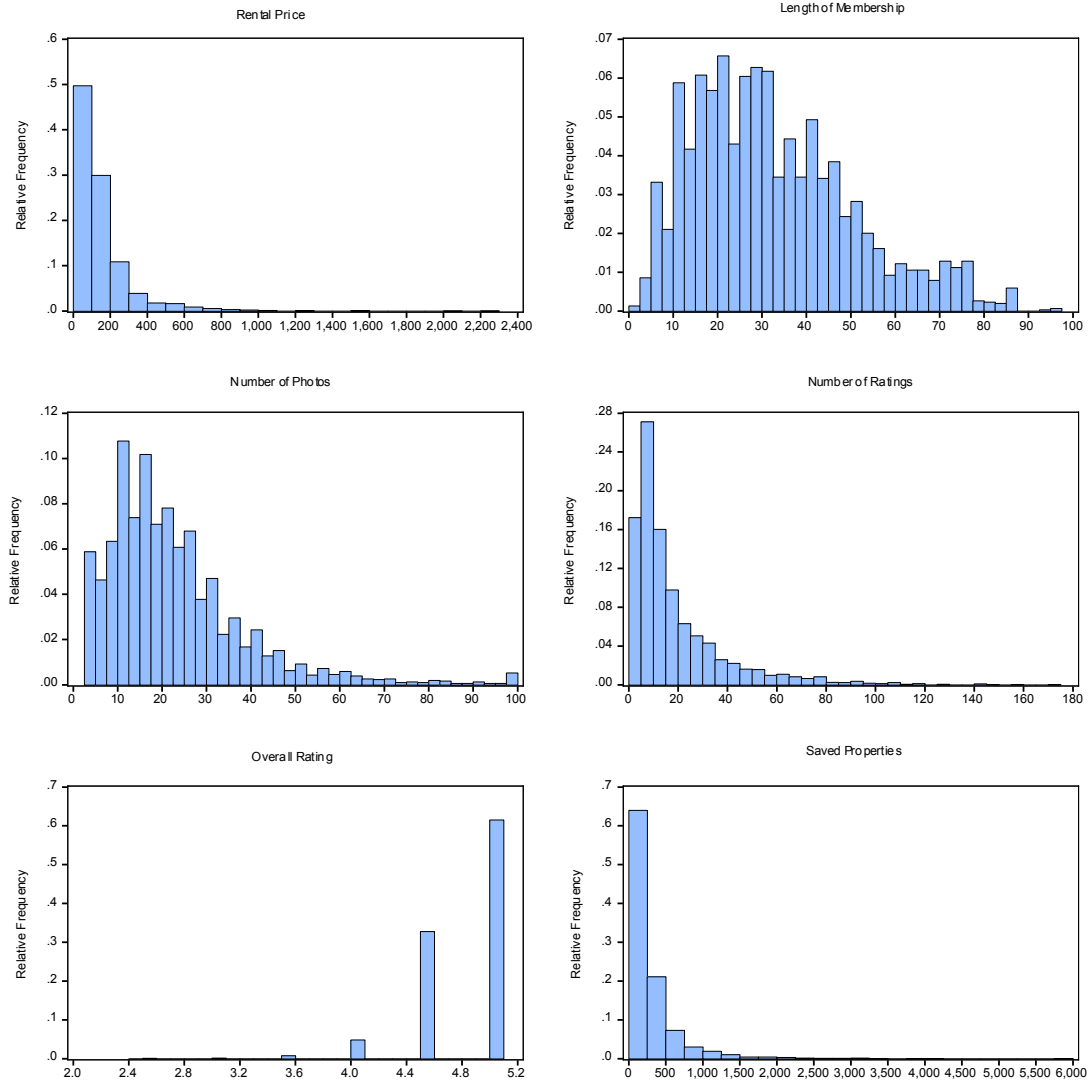 Rental Price
Relative Frequency
.6
.5
.4
.3
.2
.1
.0
0 200 400 600 800 1,000 1,200 1,400 1,600 1,800 2,000 2,200 2,400
Length of Membership
Relative Frequency
.07
.06
.05
.04
.03
.02
.01
.00
0 10 20 30 40 50 60 70 80 90 100
Number of Photos
Relative Frequency
.12
.10
.08
.06
.04
.02
.00
0 10 20 30 40 50 60 70 80 90 100
Number of Ratings
Relative Frequency
.28
.24
.20
.16
.12
.08
.04
.00
0 20 40 60 80 100 120 140 160 180
Overall Rating
Relative Frequency
.7
.6
.5
.4
.3
.2
.1
.0
2.0 2.4 2.8 3.2 3.6 4.0 4.4 4.8 5.2
Saved Properties
Relative Frequency
.7
.6
.5
.4
.3
.2
.1
.0
0 500 1,000 1,500 2,000 2,500 3,000 3,500 4,000 4,500 5,000 5,500 6,000